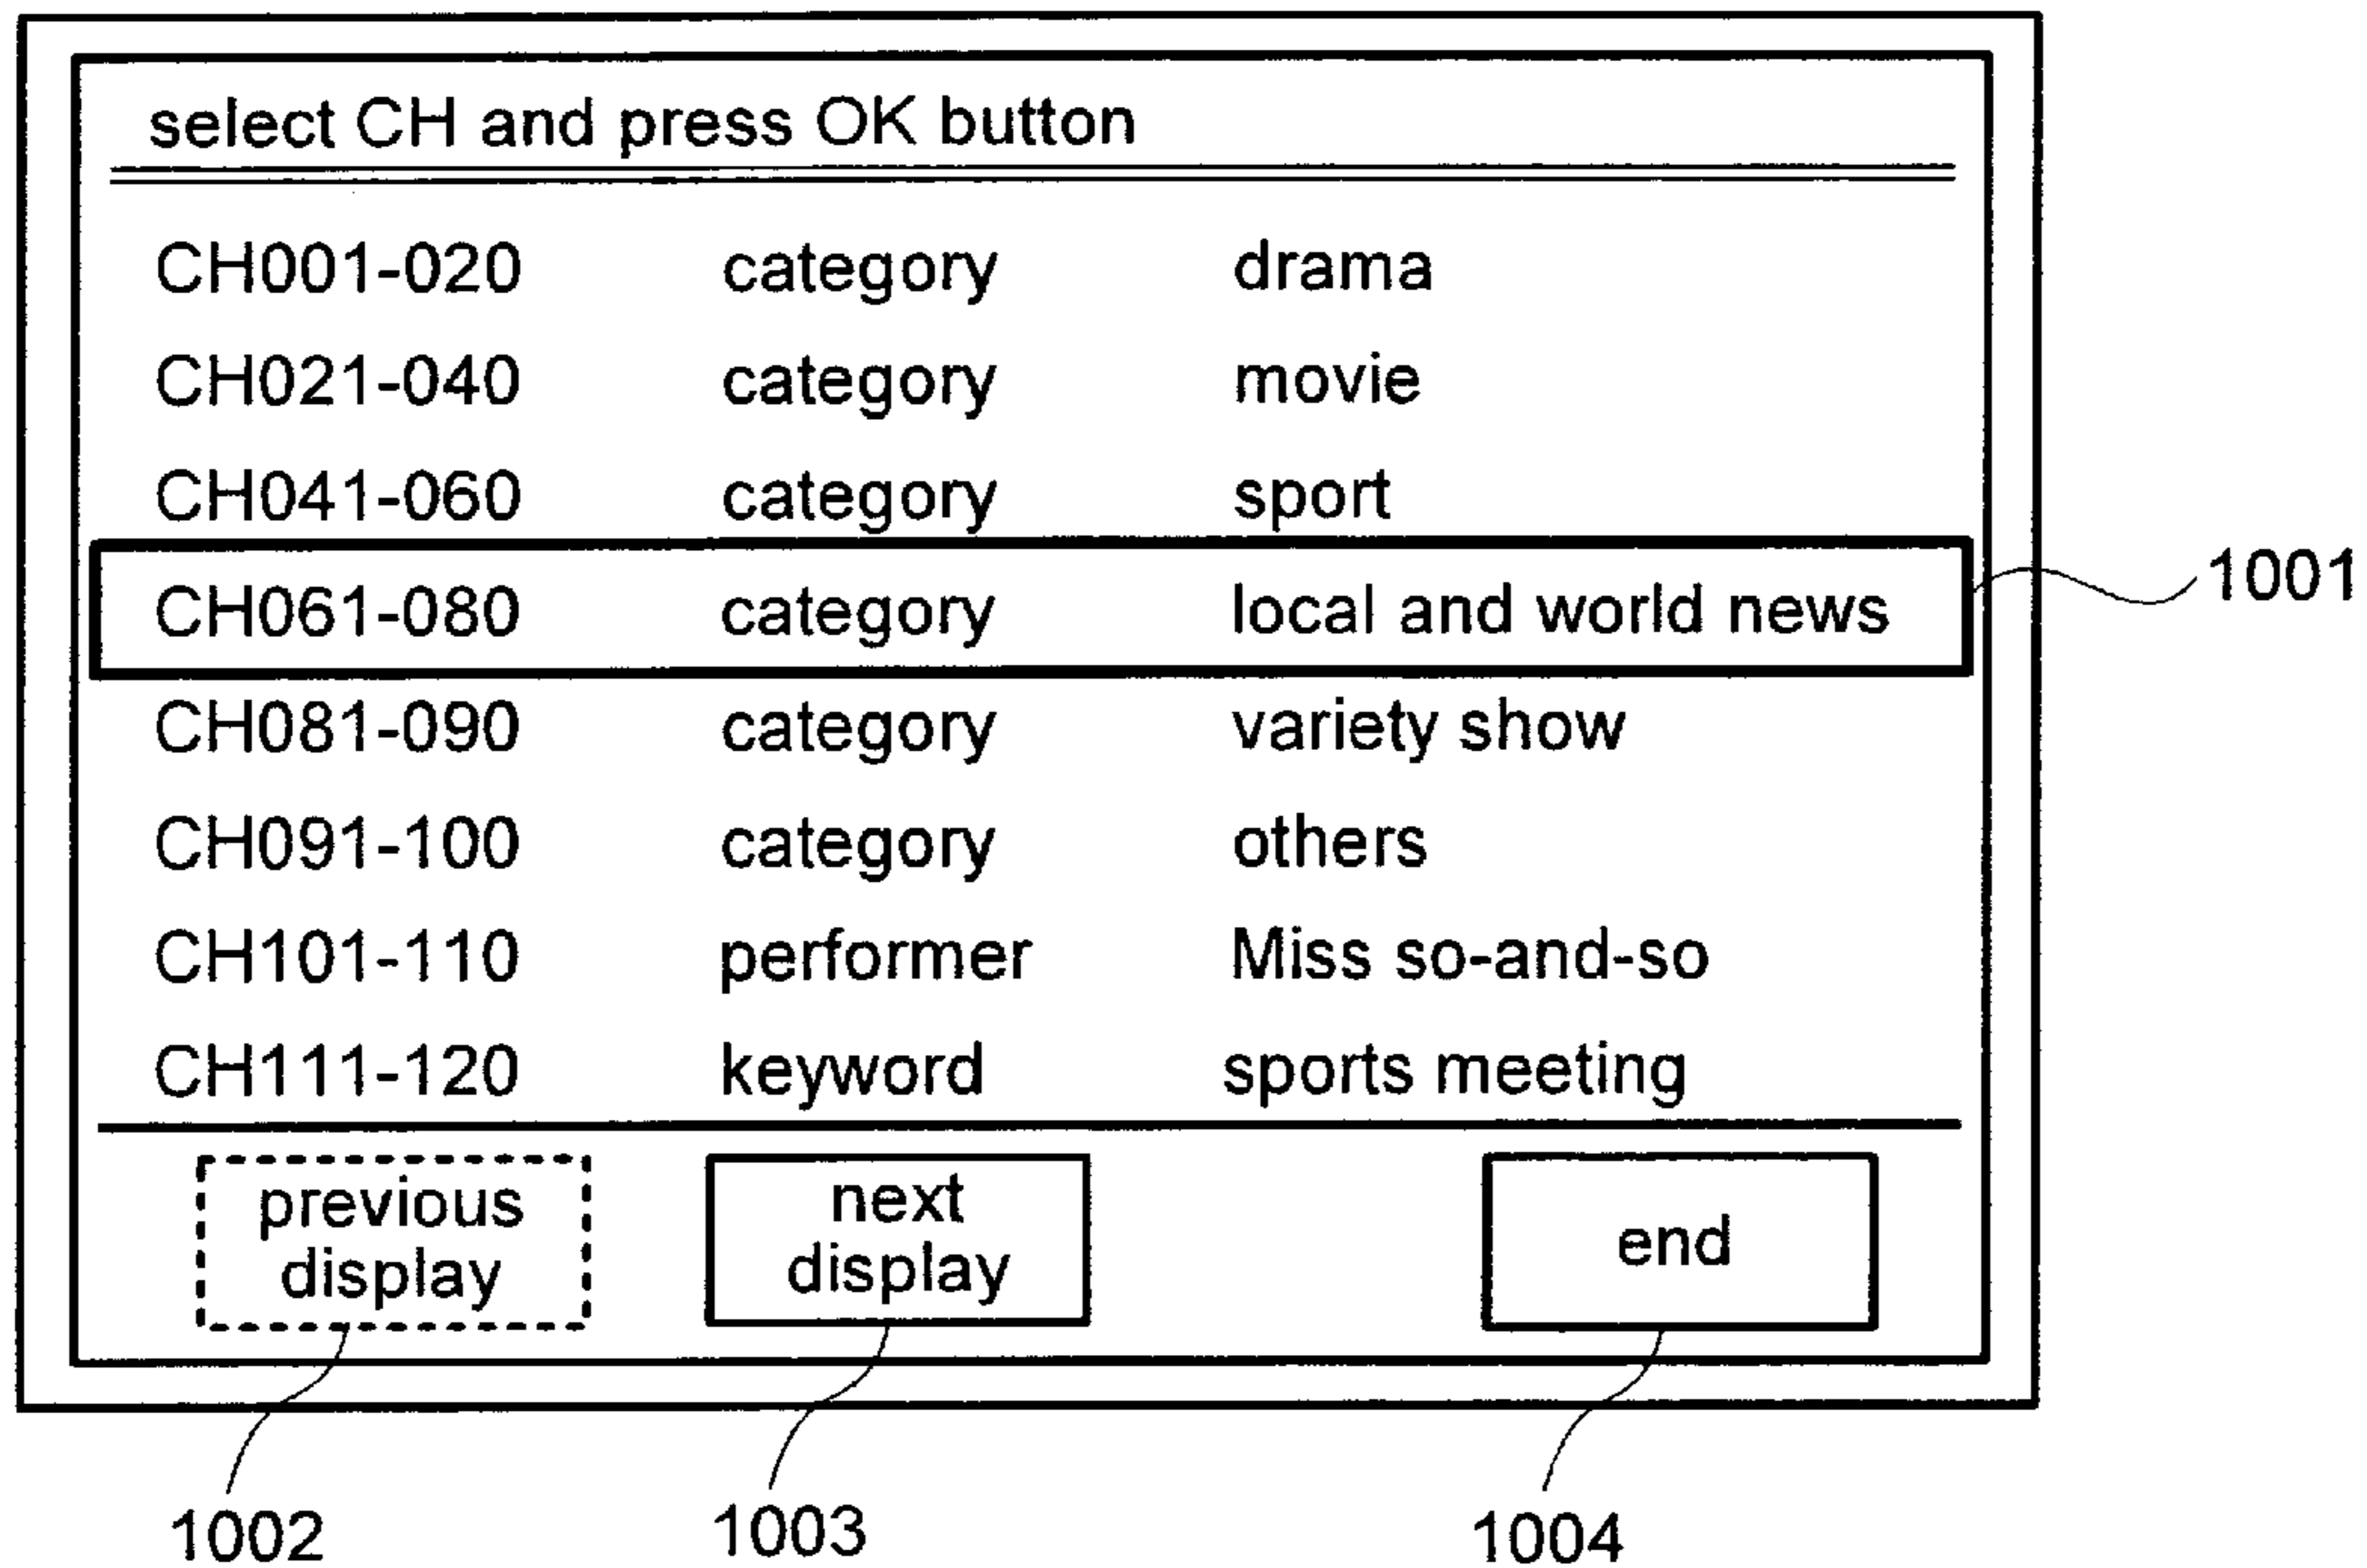 select CH and press OK button
CH001-020 category drama
CH021-040 category movie
CH041-060 category sport
CH061-080 category local and world news
1001
CH081-090 category variety show
CH091-100 category others
CH101-110 performer Miss so-and-so
CH111-120 keyword sports meeting
previous
display
next
display
end
1002
1003
1004